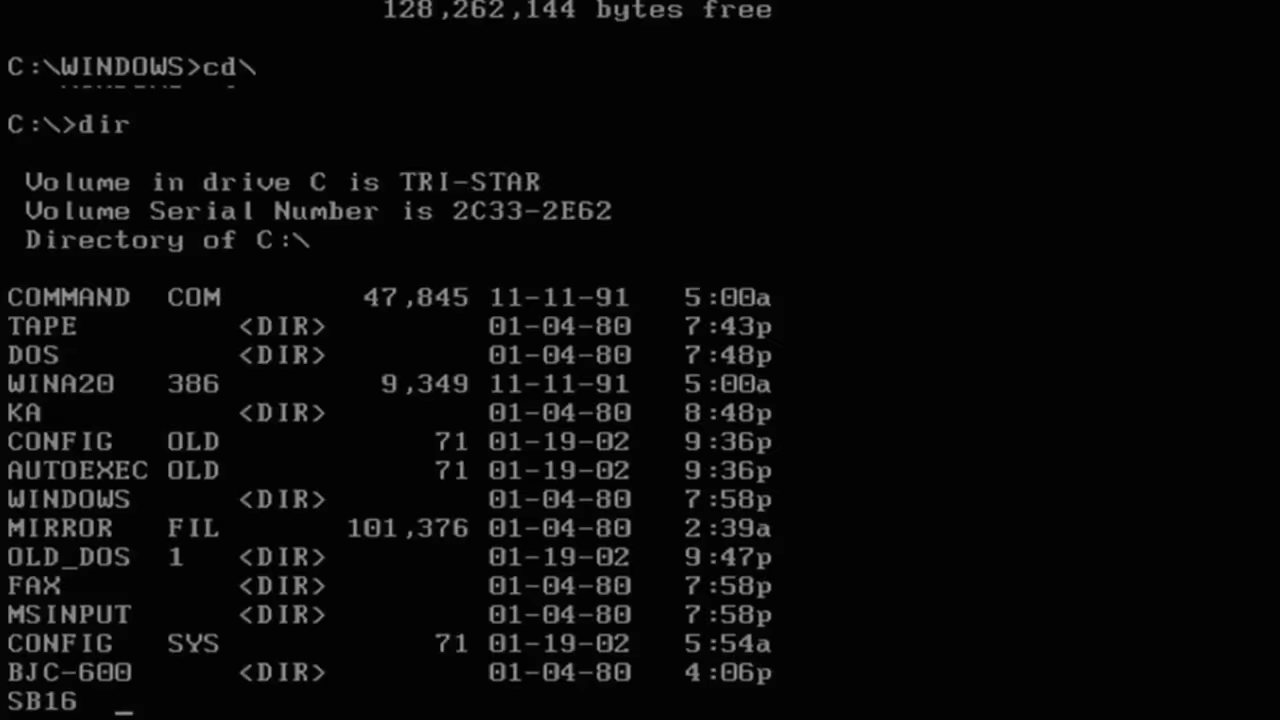 128,262,144 bytes free
C:\WINDOWS>cd\
C:\>dir
Volume in drive C is TRI-STAR
Volume Serial Number is 2C33-2E62
Directory of C:\
COMMAND  COM        47,845 11-11-91   5:00a
TAPE         <DIR>         01-04-80   7:43p
DOS          <DIR>         01-04-80   7:48p
WINA20   386         9,349 11-11-91   5:00a
KA           <DIR>         01-04-80   8:48p
CONFIG   OLD            71 01-19-02   9:36p
AUTOEXEC OLD            71 01-19-02   9:36p
WINDOWS      <DIR>         01-04-80   7:58p
MIRROR   FIL       101,376 01-04-80   2:39a
OLD_DOS  1   <DIR>         01-19-02   9:47p
FAX          <DIR>         01-04-80   7:58p
MSINPUT      <DIR>         01-04-80   7:58p
CONFIG   SYS            71 01-19-02   5:54a
BJC-600      <DIR>         01-04-80   4:06p
SB16